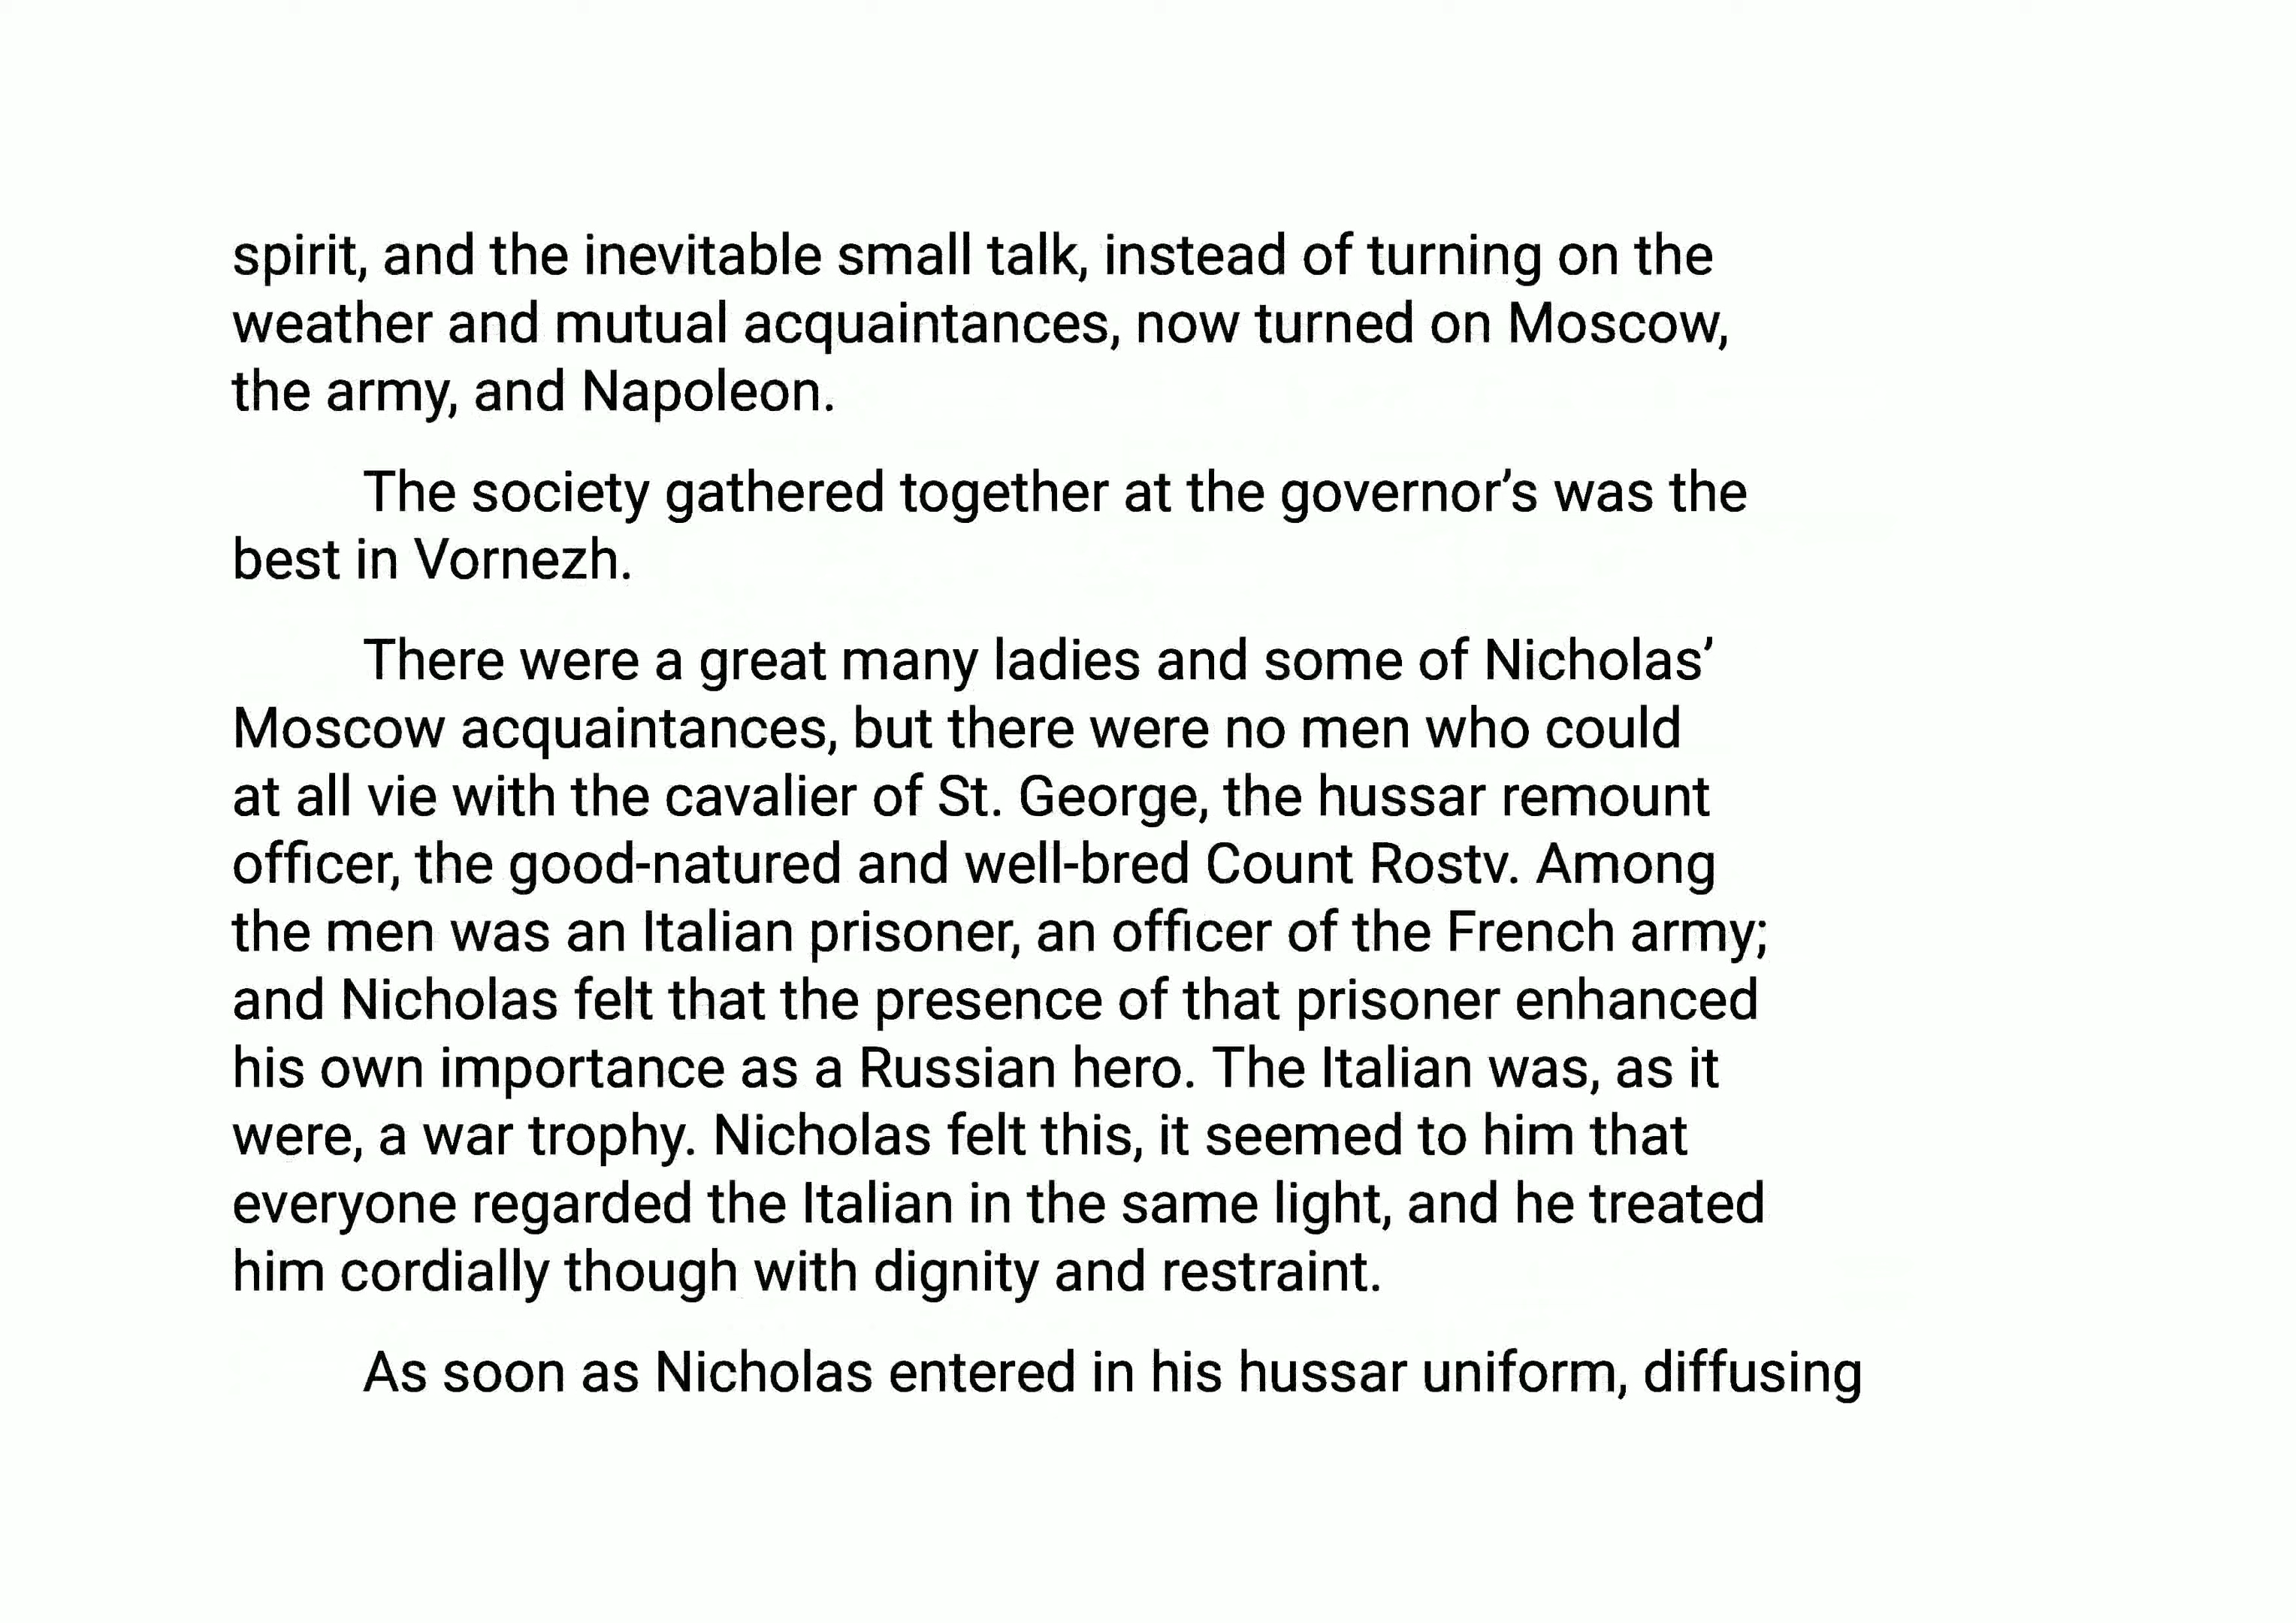 spirit, and the inevitable small talk, instead of turning on the
weather and mutual acquaintances, now turned on Moscow,
the army, and Napoleon.
The society gathered together at the governor’s was the
best in Vornezh.
There were a great many ladies and some of Nicholas’
Moscow acquaintances, but there were no men who could
at all vie with the cavalier of St. George, the hussar remount
officer, the good-natured and well-bred Count Rostv. Among
the men was an Italian prisoner, an officer of the French army;
and Nicholas felt that the presence of that prisoner enhanced
his own importance as a Russian hero. The Italian was, as it
were, a war trophy. Nicholas felt this, it seemed to him that
everyone regarded the Italian in the same light, and he treated
him cordially though with dignity and restraint.
As soon as Nicholas entered in his hussar uniform, diffusing